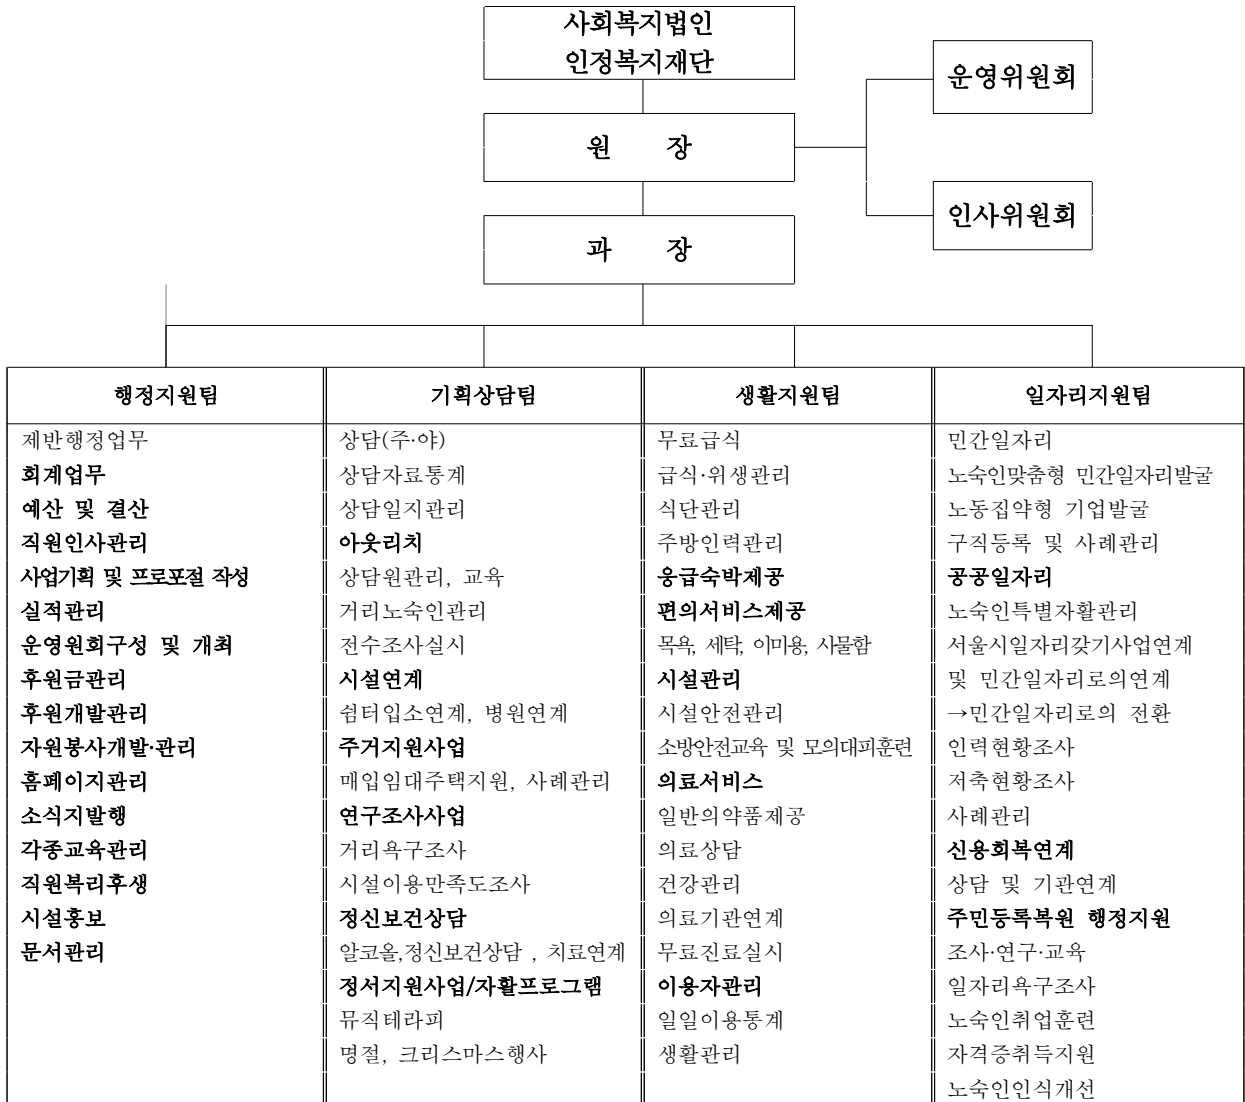 사회복지법인
인정복지재단
운영위원회
원 장
인사위원회
과 장
행정지원팀
제반행정업무
회계업무
예산 및 결산
직원인사관리
사업기획 및 프로포절 작성
실적관리
운영원회구성 및 개최
후원금관리
후원개발관리
자원봉사개발·관리
홈페이지관리
소식지발행
각종교육관리
직원복리후생
시설홍보
문서관리
기획상담팀
상담(주·야)
상담자료통계
상담일지관리
아웃리치
상담원관리, 교육
거리노숙인관리
전수조사실시
시설연계
쉼터입소연계, 병원연계
주거지원사업
매입임대주택지원, 사례관리
연구조사사업
거리욕구조사
시설이용만족도조사
정신보건상담
알코올,정신보건상담 , 치료연계
정서지원사업/자활프로그램
뮤직테라피
명절, 크리스마스행사
생활지원팀
무료급식
급식·위생관리
식단관리
주방인력관리
응급숙박제공
편의서비스제공
목욕, 세탁, 이미용, 사물함
시설관리
시설안전관리
소방안전교육 및 모의대피훈련
의료서비스
일반의약품제공
의료상담
건강관리
의료기관연계
무료진료실시
이용자관리
일일이용통계
생활관리
일자리지원팀
민간일자리
노숙인맞춤형 민간일자리발굴
노동집약형 기업발굴
구직등록 및 사례관리
공공일자리
노숙인특별자활관리
서울시일자리갖기사업연계
및 민간일자리로의연계
→민간일자리로의 전환
인력현황조사
저축현황조사
사례관리
신용회복연계
상담 및 기관연계
주민등록복원 행정지원
조사·연구·교육
일자리욕구조사
노숙인취업훈련
자격증취득지원
노숙인인식개선